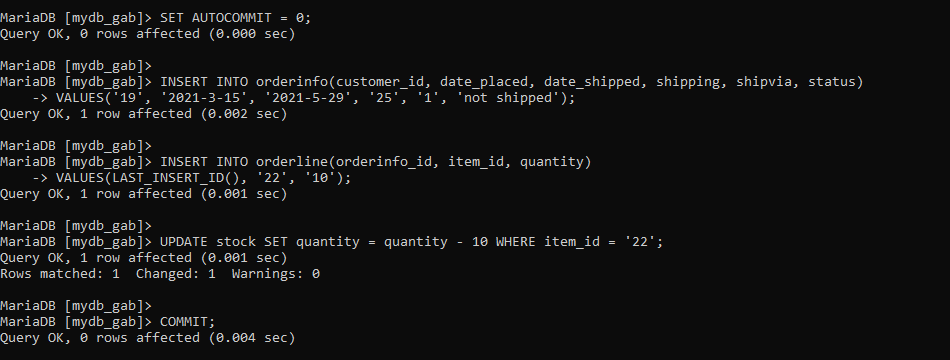 MariaDB [mydb_gab]> SET AUTOCOMMIT = 0;
Query OK, 0 rows affected (0.000 sec)
MariaDB [mydb_gab]>
MariaDB [mydb_gab]> INSERT INTO orderinfo(customer_id, date_placed, date_shipped, shipping, shipvia, status)
    -> VALUES('19', '2021-3-15', '2021-5-29', '25', '1', 'not shipped');
Query OK, 1 row affected (0.002 sec)
MariaDB [mydb_gab]>
MariaDB [mydb_gab]> INSERT INTO orderline(orderinfo_id, item_id, quantity)
    -> VALUES(LAST_INSERT_ID(), '22', '10');
Query OK, 1 row affected (0.001 sec)
MariaDB [mydb_gab]>
MariaDB [mydb_gab]> UPDATE stock SET quantity = quantity - 10 WHERE item_id = '22';
Query OK, 1 row affected (0.001 sec)
Rows matched: 1  Changed: 1  Warnings: 0
MariaDB [mydb_gab]>
MariaDB [mydb_gab]> COMMIT;
Query OK, 0 rows affected (0.004 sec)